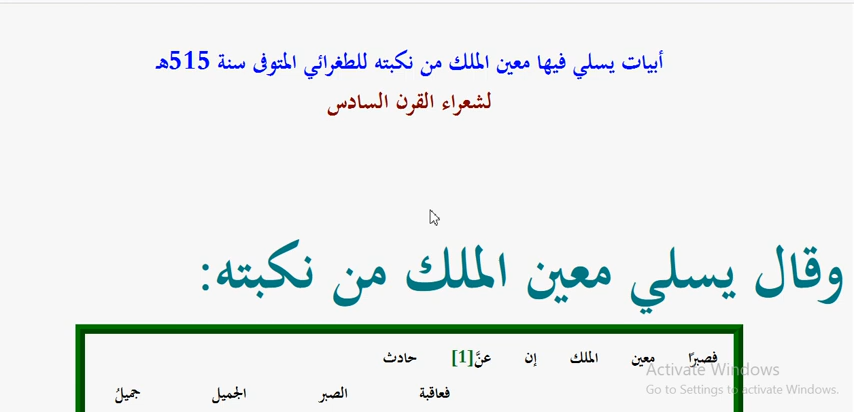 أبيات يسلي فيها معين الملك من نكبته للطغرائي المتوفى سنة 515هـ
لشعراء القرن السادس
وقال يسلي معين الملك من نكبته:
فصبرًا معين الملك إن عنَّ[1] حادث
فعاقبة الصبر الجميل جميلُ
Activate Windows
Go to Settings to activate Windows.